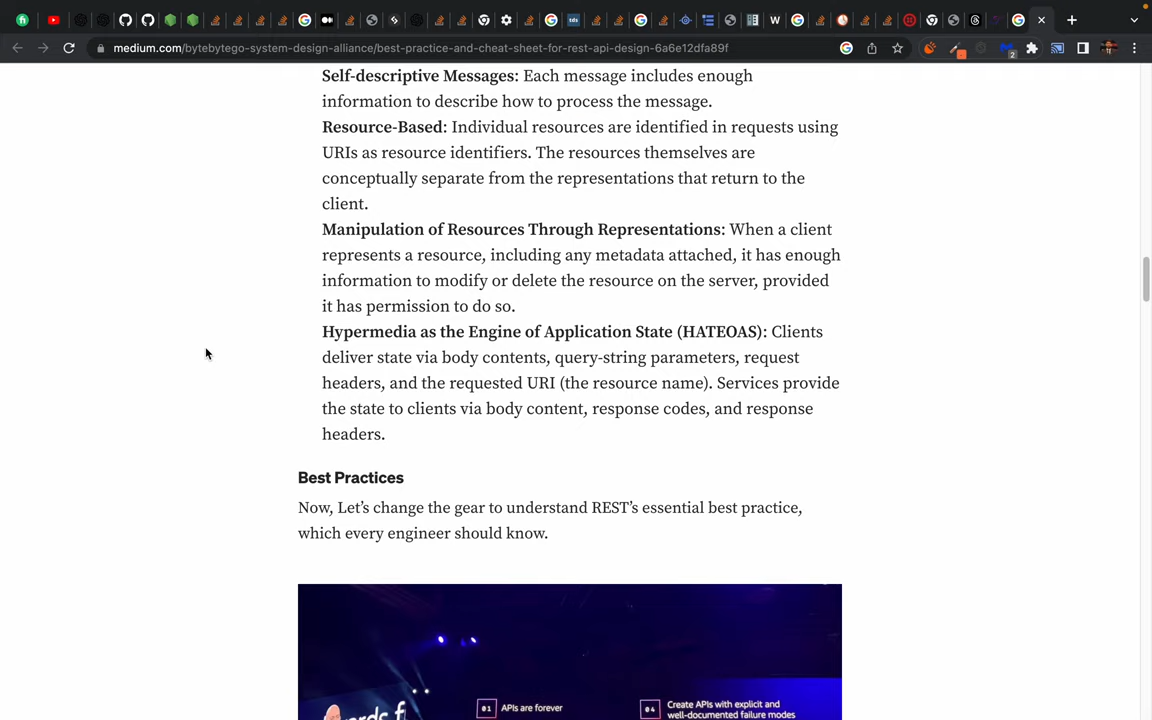 medium.com/bytebytego-system-design-alliance/best-practice-and-cheat-sheet-for-rest-api-design-6a6e12dfa89f
2
Self-descriptive Messages: Each message includes enough
information to describe how to process the message.
Resource-Based: Individual resources are identified in requests using
URIs as resource identifiers. The resources themselves are
conceptually separate from the representations that return to the
client.
Manipulation of Resources Through Representations: When a client
represents a resource, including any metadata attached, it has enough
information to modify or delete the resource on the server, provided
it has permission to do so.
Hypermedia as the Engine of Application State (HATEOAS): Clients
deliver state via body contents, query-string parameters, request
headers, and the requested URI (the resource name). Services provide
the state to clients via body content, response codes, and response
headers.
Best Practices
Now, Let’s change the gear to understand REST’s essential best practice,
which every engineer should know.
01 APIs are forever
04 Create APIs with explicit and
well-documented failure modes